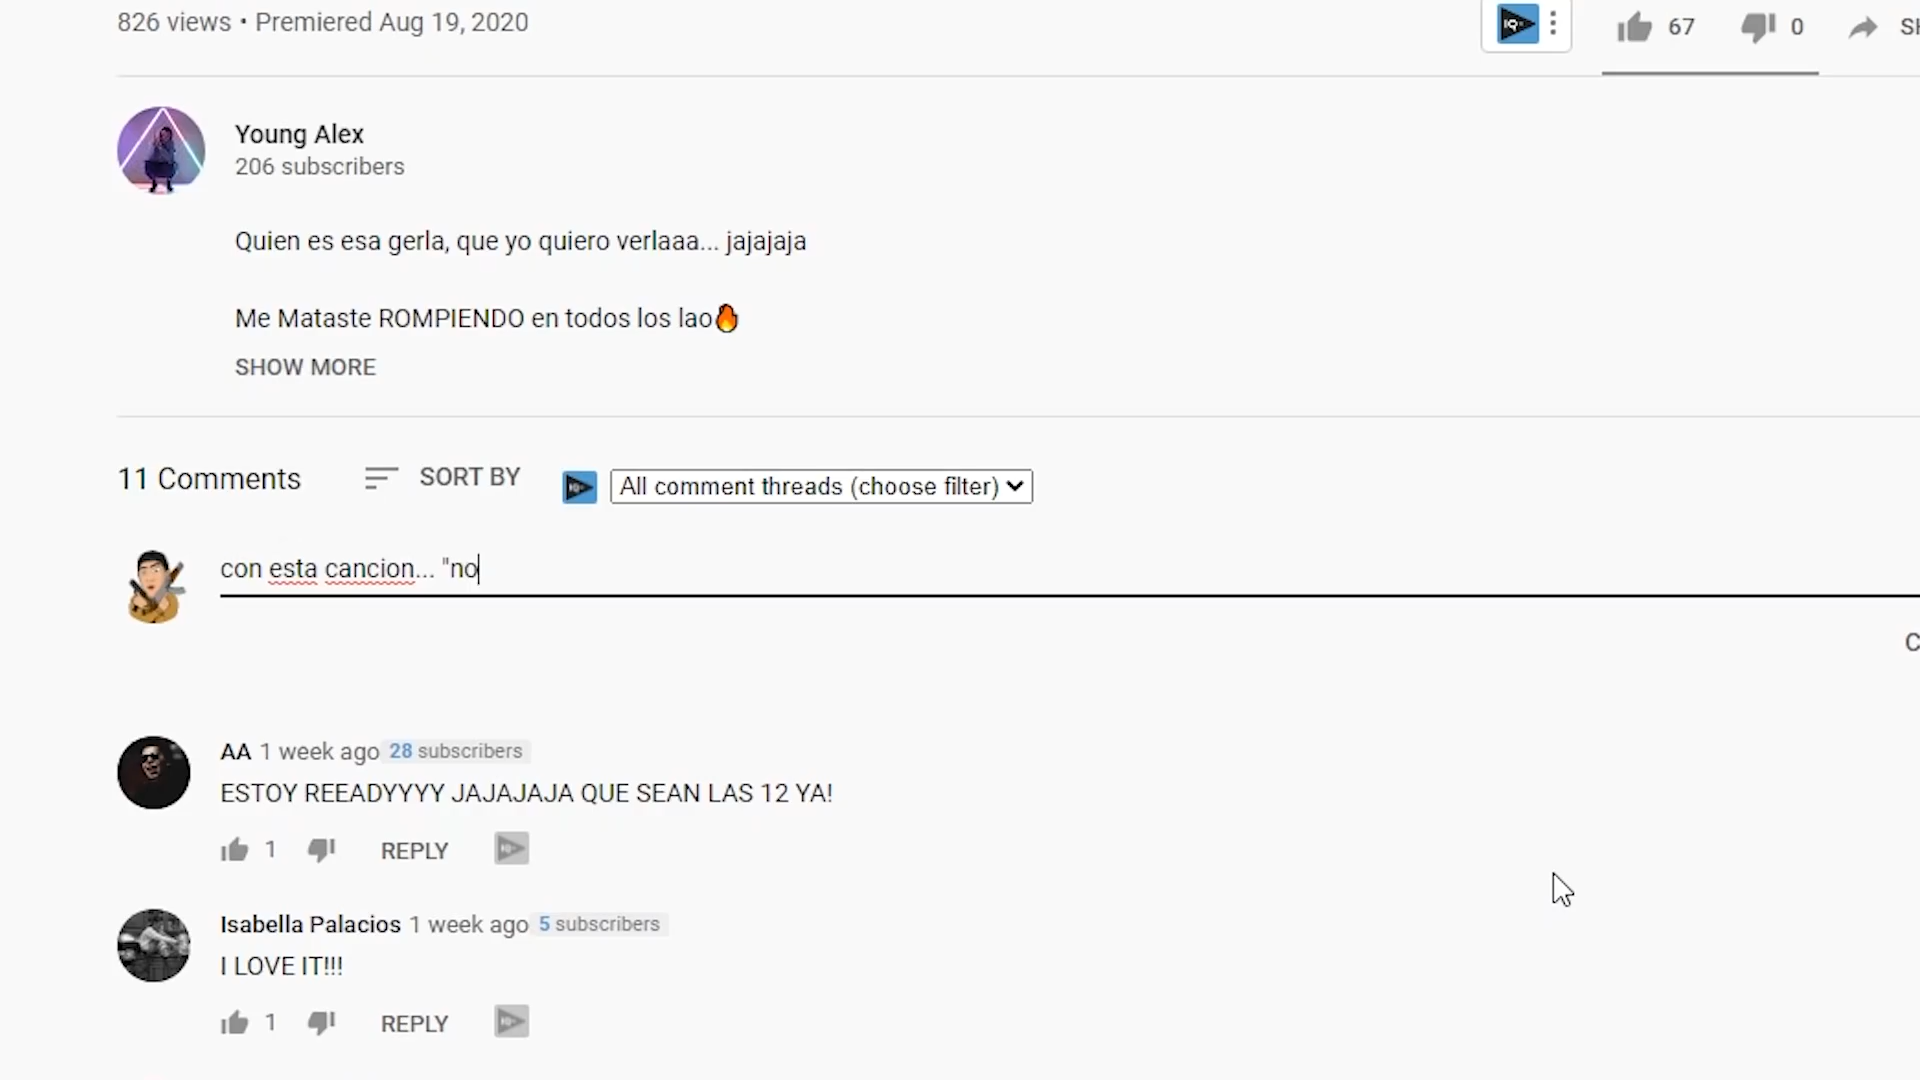 826 views • Premiered Aug 19, 2020
67
0
Young Alex
206 subscribers
Quien es esa gerla, que yo quiero verlaaa... jajajaja
Me Mataste ROMPIENDO en todos los lao🔥
SHOW MORE
11 Comments
SORT BY
All comment threads (choose filter)
con esta cancion... "no
AA 1 week ago 28 subscribers
ESTOY REEADYYYY JAJAJAJA QUE SEAN LAS 12 YA!
1
REPLY
Isabella Palacios 1 week ago 5 subscribers
I LOVE IT!!!
1
REPLY